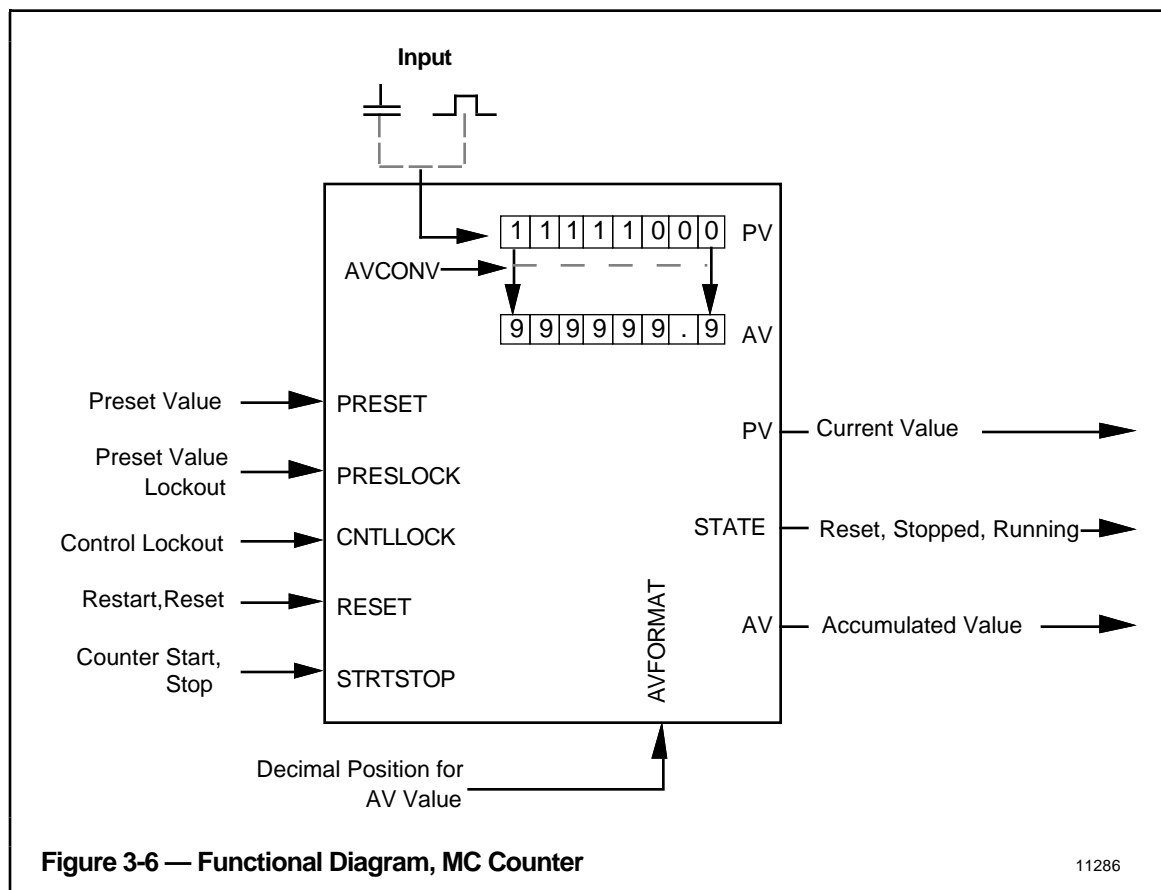 Input
1 1 1 1 1 0 0 0 PV
AVCONV
9 9 9 9 9 9 . 9 AV
Preset Value
PRESET
Preset Value
Lockout
PRESLOCK
Control Lockout
CNTLLOCK
Restart,Reset
RESET
Counter Start,
Stop
STRTSTOP
PV
Current Value
STATE
Reset, Stopped, Running
AV
Accumulated Value
AVFORMAT
Decimal Position for
AV Value
Figure 3-6 — Functional Diagram, MC Counter
11286